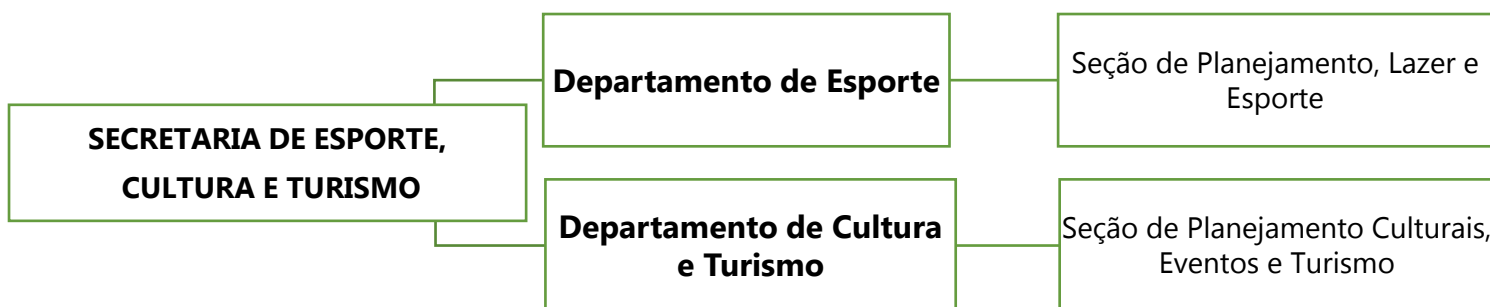 SECRETARIA DE ESPORTE,
CULTURA E TURISMO
Departamento de Esporte
Seção de Planejamento, Lazer e
Esporte
Departamento de Cultura
e Turismo
Seção de Planejamento Culturais,
Eventos e Turismo